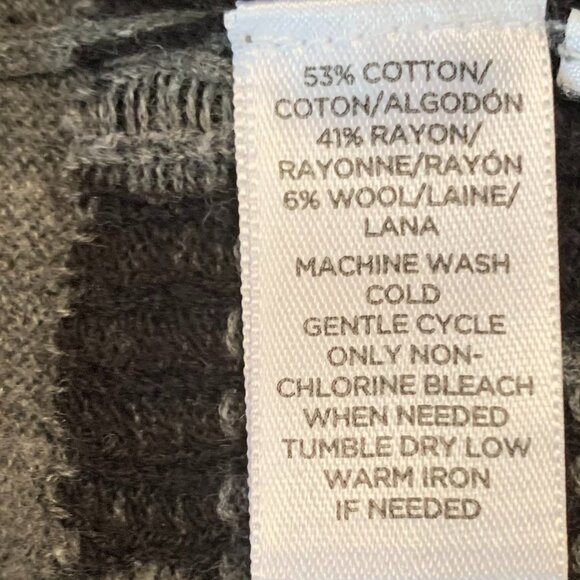 53% COTTON/
COTON/ALGODÓN
41% RAYON/
RAYONNE/RAYÓN
6% WOOL/LAINE/
LANA
MACHINE WASH
COLD
GENTLE CYCLE
ONLY NON-
CHLORINE BLEACH
WHEN NEEDED
TUMBLE DRY LOW
WARM IRON
IF NEEDED